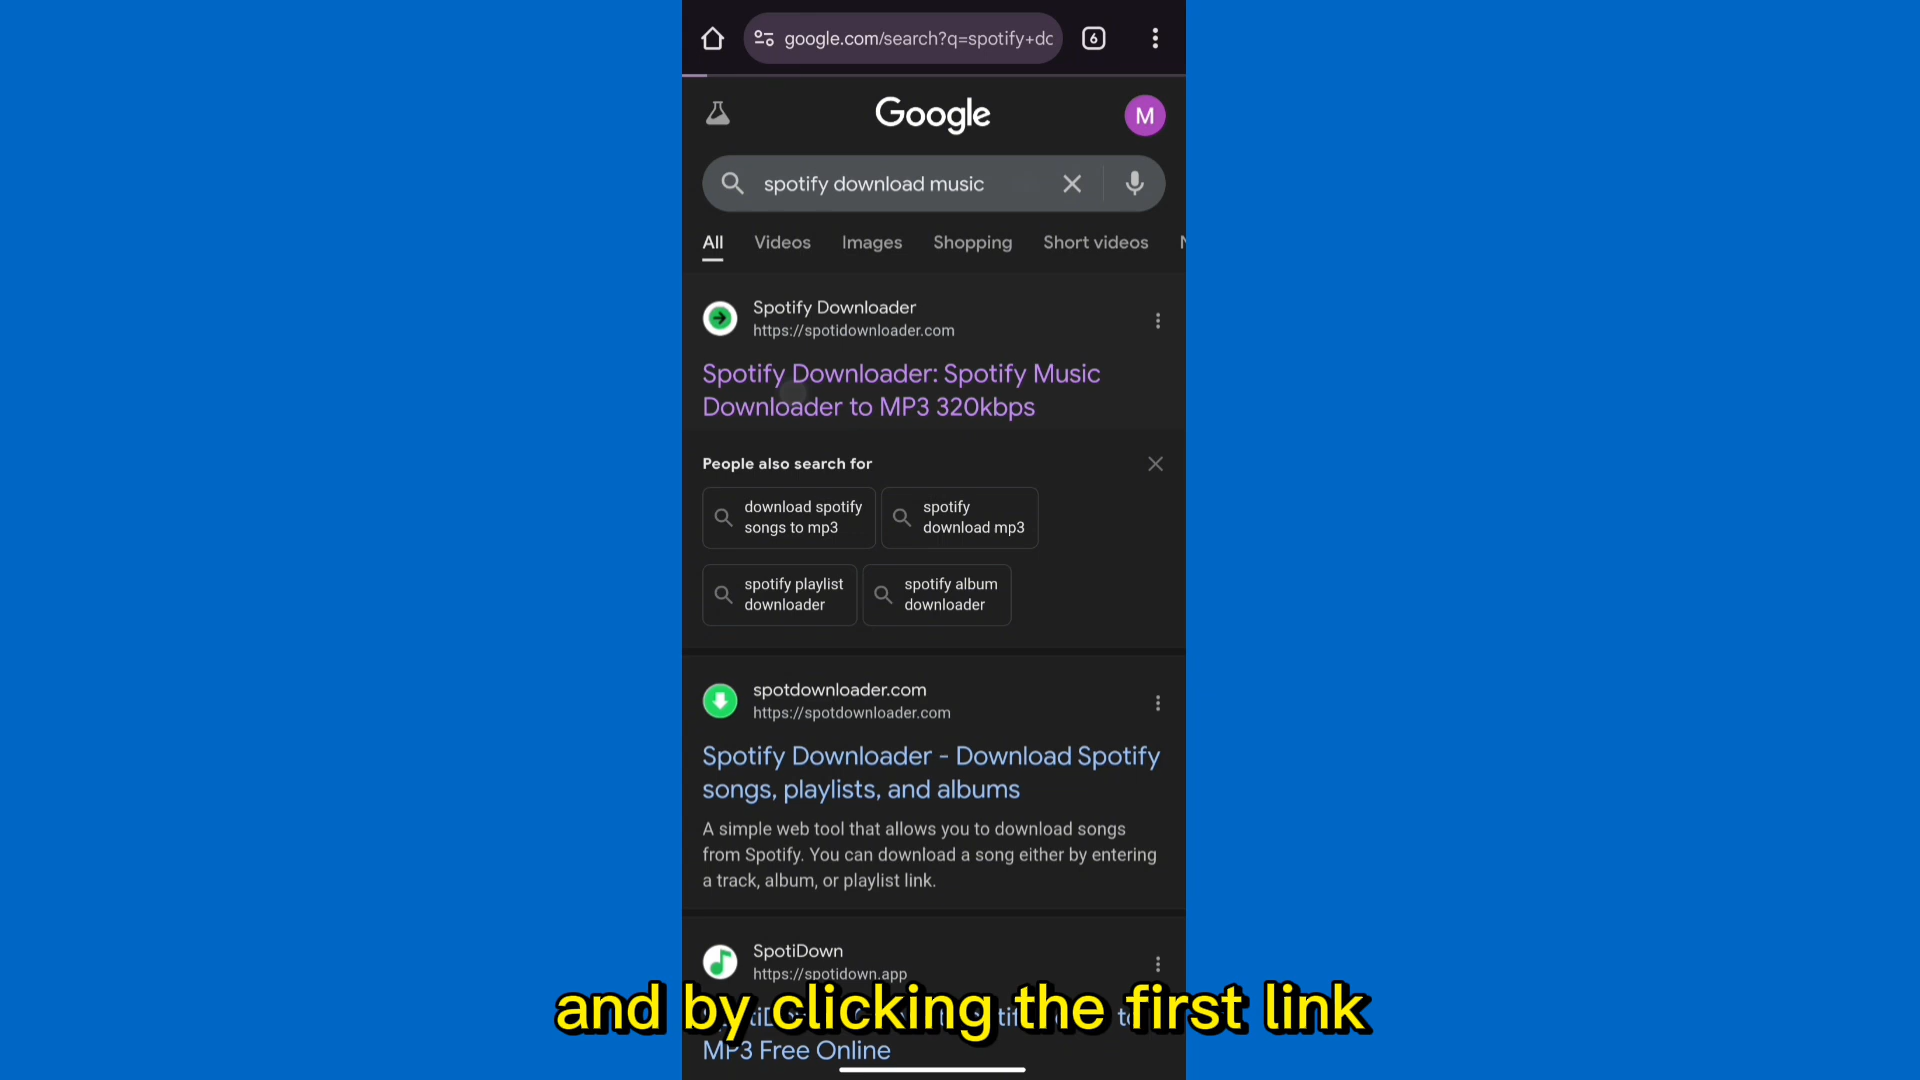 google.com/search?q=spotify+dc
6
Google
M
spotify download music
All Videos Images Shopping Short videos
Spotify Downloader
https://spotidownloader.com
Spotify Downloader: Spotify Music
Downloader to MP3 320kbps
People also search for
download spotify
songs to mp3
spotify
download mp3
spotify playlist
downloader
spotify album
downloader
spotdownloader.com
https://spotdownloader.com
Spotify Downloader - Download Spotify
songs, playlists, and albums
A simple web tool that allows you to download songs
from Spotify. You can download a song either by entering
a track, album, or playlist link.
SpotiDown
https://spotidown.app
and by clicking the first link
MP3 Free Online